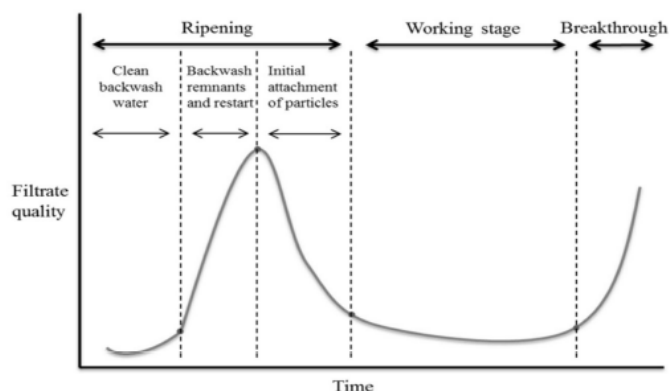 Ripening
Working stage
Breakthrough
Clean
backwash
water
Backwash
remnants
and restart
Initial
attachment
of particles
Filtrate
quality
Time